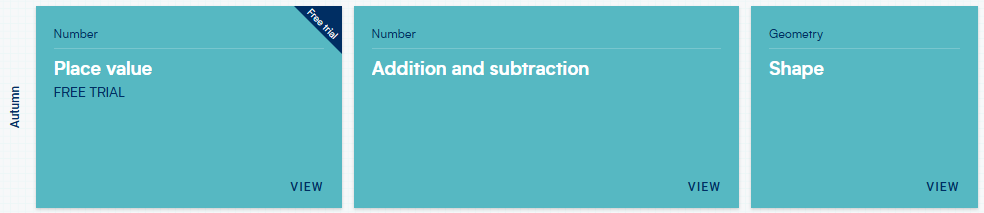 Autumn
Number
Free trial
Place value
FREE TRIAL
VIEW
Number
Addition and subtraction
VIEW
Geometry
Shape
VIEW